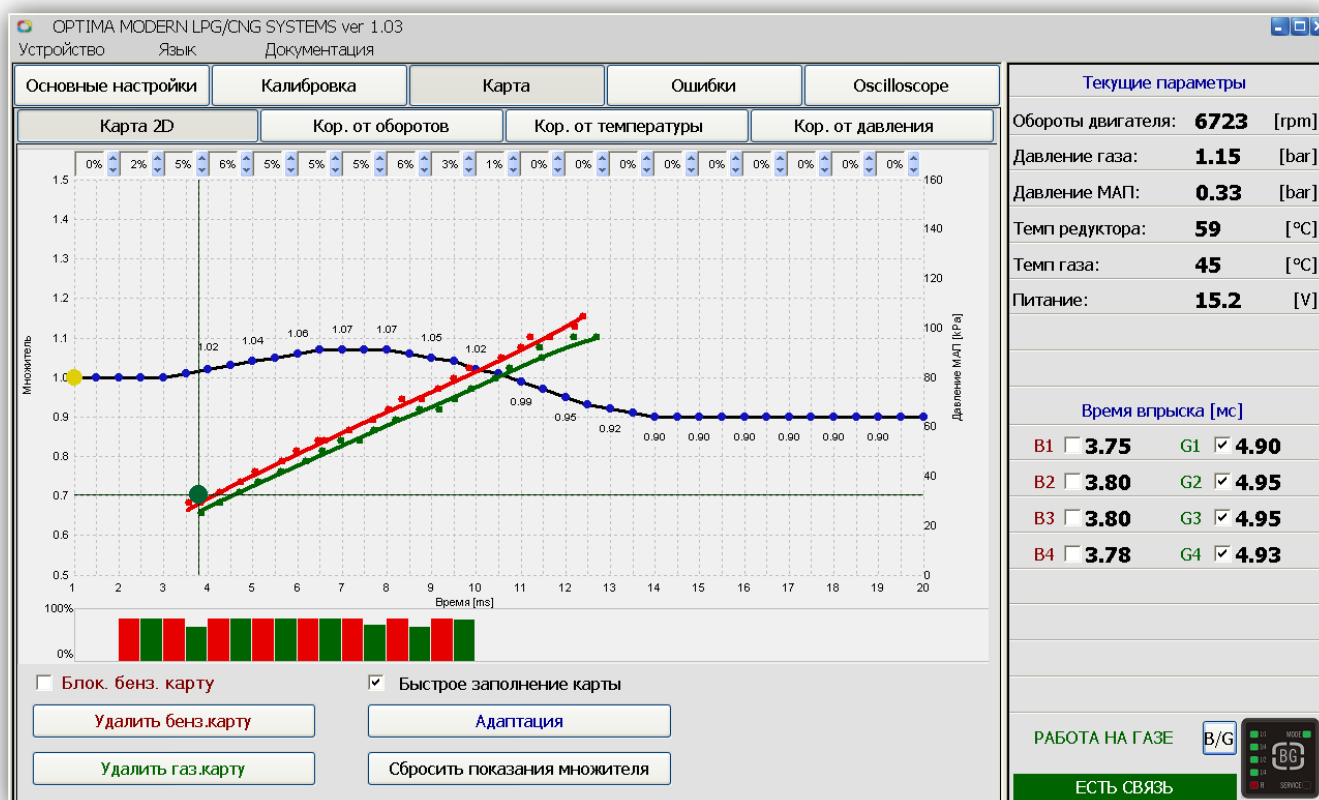 OPTIMA MODERN LPG/CNG SYSTEMS ver 1.03
Устройство Язык Документация
Основные настройки Калибровка Карта Ошибки Oscilloscope
Карта 2D Кор. от оборотов Кор. от температуры Кор. от давления
0% 2% 5% 6% 5% 5% 5% 6% 3% 1% 0% 0% 0% 0% 0% 0% 0% 0% 0%
1.5 160
1.4 140
1.3 120
1.2
1.1 100
1.0 80
0.9 60
0.8 40
0.7
0.6 20
0.5 0
Множитель
Давление МАП [kPa]
1.02 1.04 1.06 1.07 1.07 1.05 1.02 0.99 0.95 0.92 0.90 0.90 0.90 0.90 0.90 0.90
1 2 3 4 5 6 7 8 9 10 11 12 13 14 15 16 17 18 19 20
Время [ms]
100%
0%
Блок. бенз. карту Быстрое заполнение карты
Удалить бенз.карту Адаптация
Удалить газ.карту Сбросить показания множителя
Текущие параметры
Обороты двигателя: 6723 [rpm]
Давление газа: 1.15 [bar]
Давление МАП: 0.33 [bar]
Темп редуктора: 59 [°C]
Темп газа: 45 [°C]
Питание: 15.2 [V]
Время впрыска [мс]
B1 3.75 G1 4.90
B2 3.80 G2 4.95
B3 3.80 G3 4.95
B4 3.78 G4 4.93
РАБОТА НА ГАЗЕ B/G
MODE
BG
SERVICE
R
ЕСТЬ СВЯЗЬ